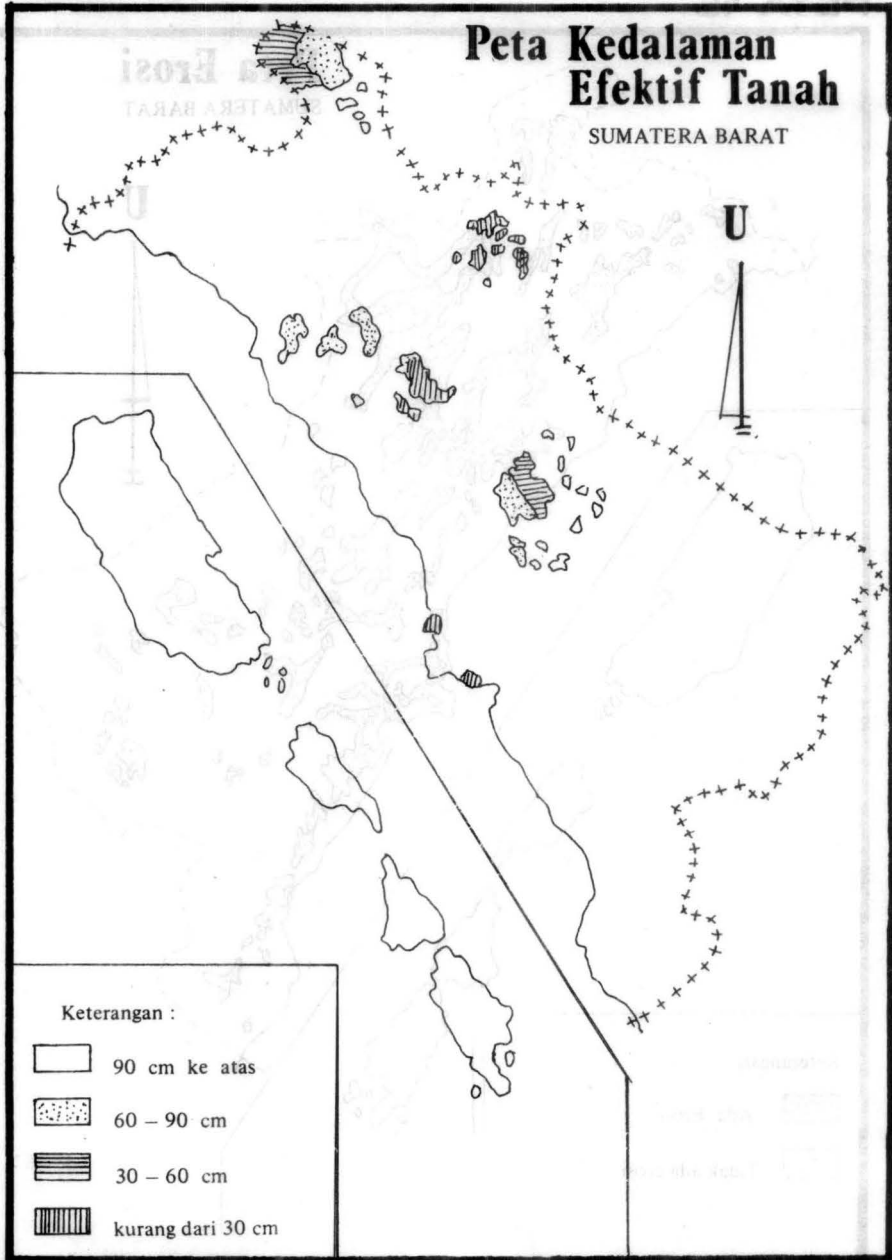 Peta Kedalaman
Efektif Tanah
SUMATERA BARAT
U
Keterangan :
90 cm ke atas
60 – 90 cm
30 – 60 cm
kurang dari 30 cm